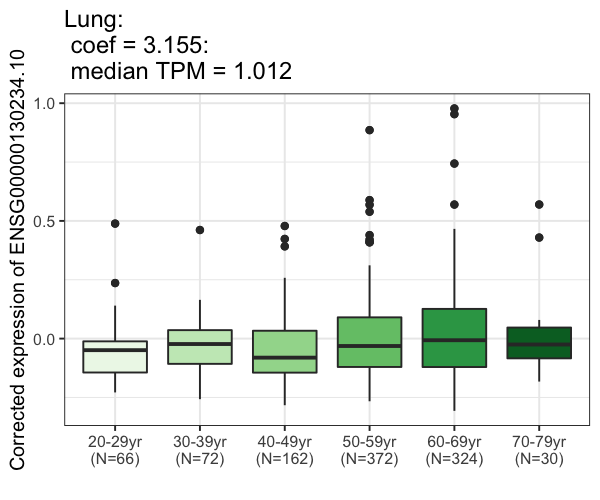 Lung:
coef = 3.155:
median TPM = 1.012
Corrected expression of ENSG00000130234.10
1.0
0.5
0.0
20-29yr 30-39yr 40-49yr 50-59yr 60-69yr 70-79yr
(N=66) (N=72) (N=162) (N=372) (N=324) (N=30)